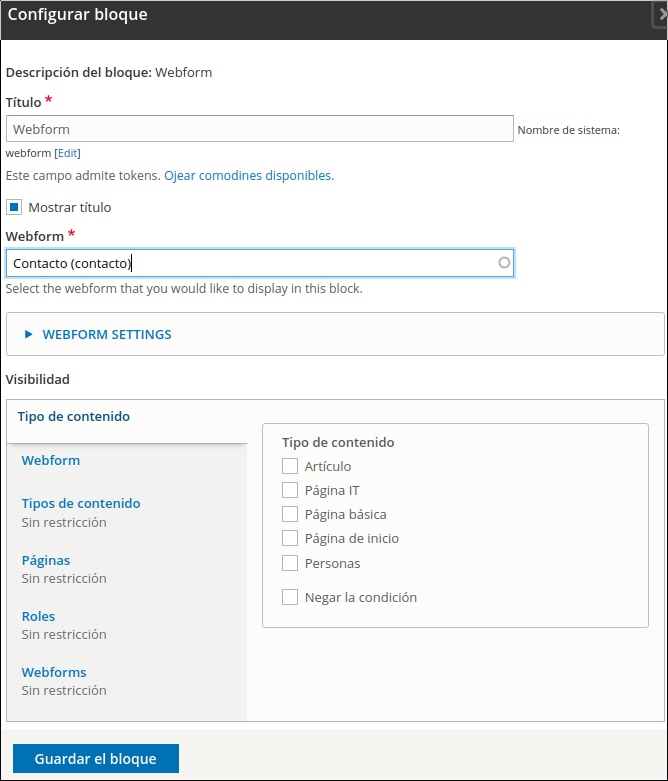 Configurar bloque
Descripción del bloque: Webform
Título *
Webform Nombre de sistema:
webform [Edit]
Este campo admite tokens. Ojear comodines disponibles.
Mostrar título
Webform *
Contacto (contacto)
Select the webform that you would like to display in this block.
WEBFORM SETTINGS
Visibilidad
Tipo de contenido
Webform
Tipos de contenido
Sin restricción
Páginas
Sin restricción
Roles
Sin restricción
Webforms
Sin restricción
Tipo de contenido
Artículo
Página IT
Página básica
Página de inicio
Personas
Negar la condición
Guardar el bloque